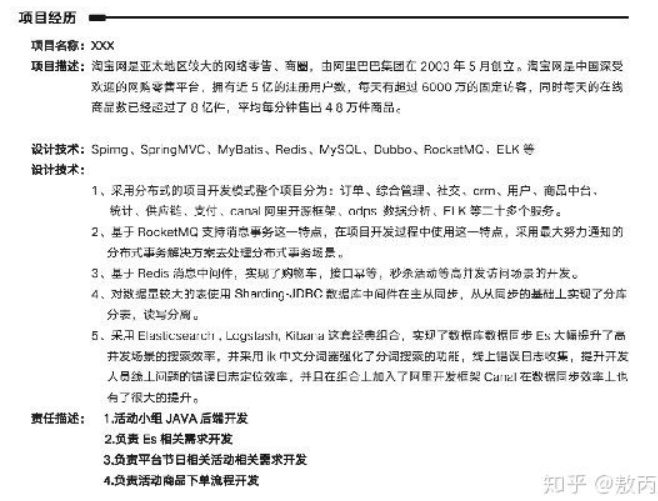 项目经历
项目名称：XXX
项目描述：淘宝网是亚太地区较大的网络零售、商圈，由阿里巴巴集团在 2003 年 5 月创立。淘宝网是中国深受
欢迎的网购零售平台，拥有近 5 亿的注册用户数，每天有超过 6000 万的固定访客，同时每天的在线
商品数已经超过了 8 亿件，平均每分钟售出 4.8 万件商品。
设计技术：Spimg、SpringMVC、MyBatis、Redis、MySQL、Dubbo、RocketMQ、ELK 等
设计技术：
1、采用分布式的项目开发模式整个项目分为：订单、综合管理、社交、crm、用户、商品中台、
统计、供应链、支付、canal 阿里开源框架、odps 数据分析、ELK 等二十多个服务。
2、基于 RocketMQ 支持消息事务这一特点，在项目开发过程中使用这一特点，采用最大努力通知的
分布式事务解决方案去处理分布式事务场景。
3、基于 Redis 消息中间件，实现了购物车，接口幂等，秒杀活动等高并发访问场景的开发。
4、对数据量较大的表使用 Sharding-JDBC 数据库中间件在主从同步，从从同步的基础上实现了分库
分表，读写分离。
5、采用 Elasticsearch , Logstash, Kibana 这套经典组合，实现了数据库数据同步 Es 大幅提升了高
并发场景的搜索效率，并采用 ik 中文分词器强化了分词搜索的功能，线上错误日志收集，提升开发
人员线上问题的错误日志定位效率，并且在组合上加入了阿里开发框架 Canal 在数据同步效率上也
有了很大的提升。
责任描述：1.活动小组 JAVA 后端开发
2.负责 Es 相关需求开发
3.负责平台节日相关活动相关需求开发
4.负责活动商品下单流程开发
知乎 @敖丙